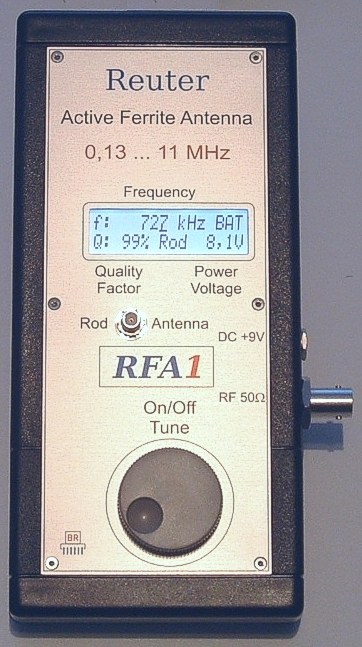 Reuter
Active Ferrite Antenna
0,13 ... 11 MHz
Frequency
f: 727 kHz BAT
Q: 99% Rod 8,1V
Quality Factor
Power Voltage
Rod
Antenna
DC +9V
RFA1
RF 50Ω
On/Off
Tune
BR